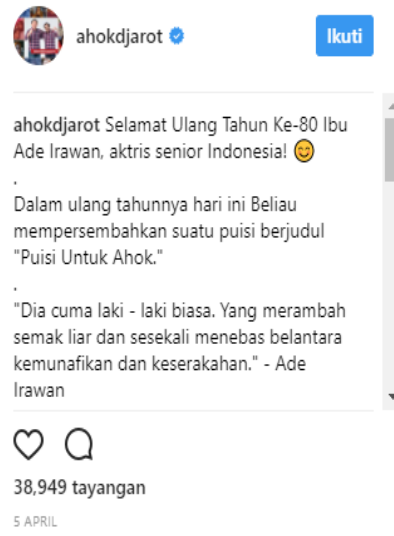 ahokdjarot
Ikuti
ahokdjarot Selamat Ulang Tahun Ke-80 Ibu
Ade Irawan, aktris senior Indonesia! 😊
.
Dalam ulang tahunnya hari ini Beliau
mempersembahkan suatu puisi berjudul
"Puisi Untuk Ahok."
.
"Dia cuma laki - laki biasa. Yang merambah
semak liar dan sesekali menebas belantara
kemunafikan dan keserakahan." - Ade
Irawan
38,949 tayangan
5 APRIL